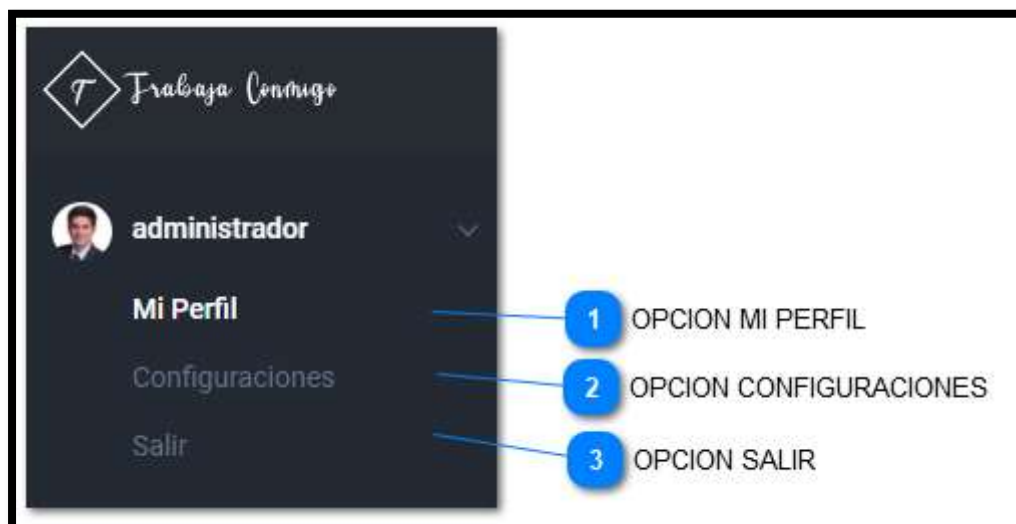 T Trabaja Conmigo
administrador
Mi Perfil
1 OPCION MI PERFIL
Configuraciones
2 OPCION CONFIGURACIONES
Salir
3 OPCION SALIR